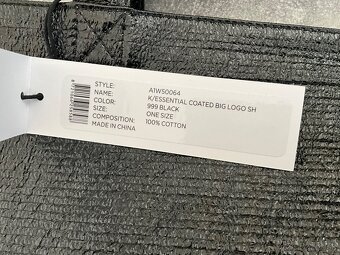 STYLE: A1W50064
NAME: K/ESSENTIAL COATED BIG LOGO SH
COLOR: 999 BLACK
SIZE: ONE SIZE
COMPOSITION: 100% COTTON
MADE IN CHINA